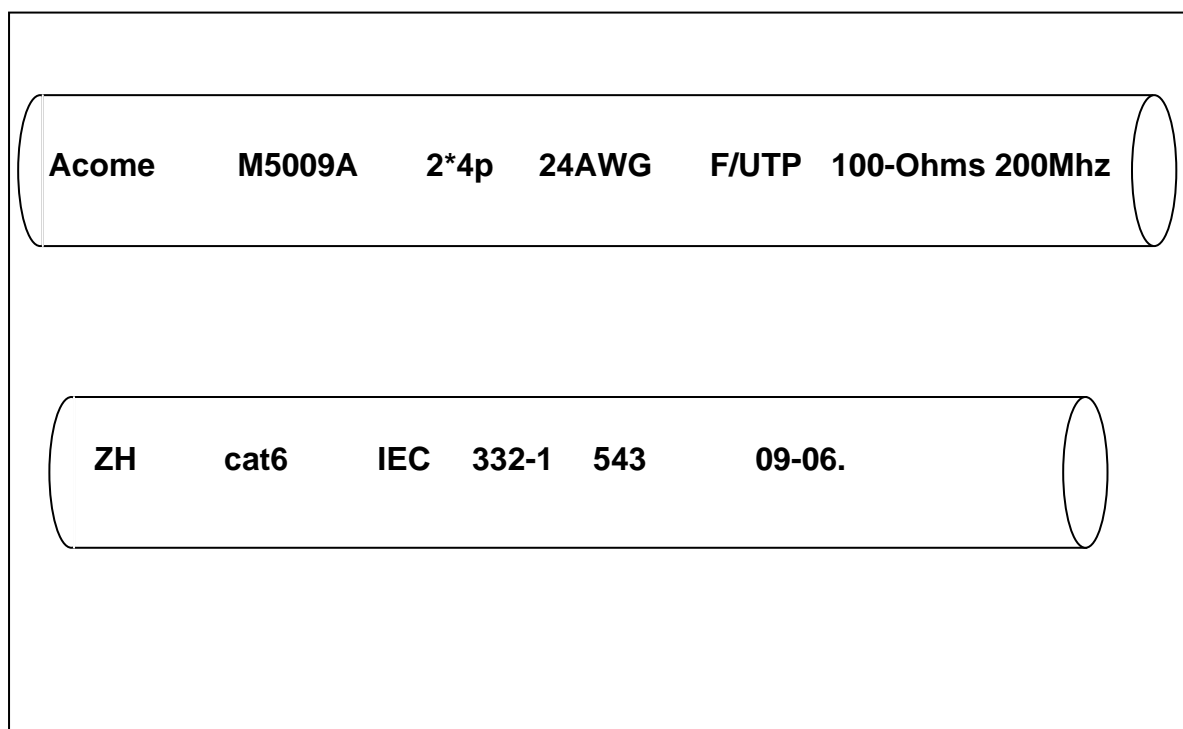 Acome M5009A 2*4p 24AWG F/UTP 100-Ohms 200Mhz
ZH cat6 IEC 332-1 543 09-06.